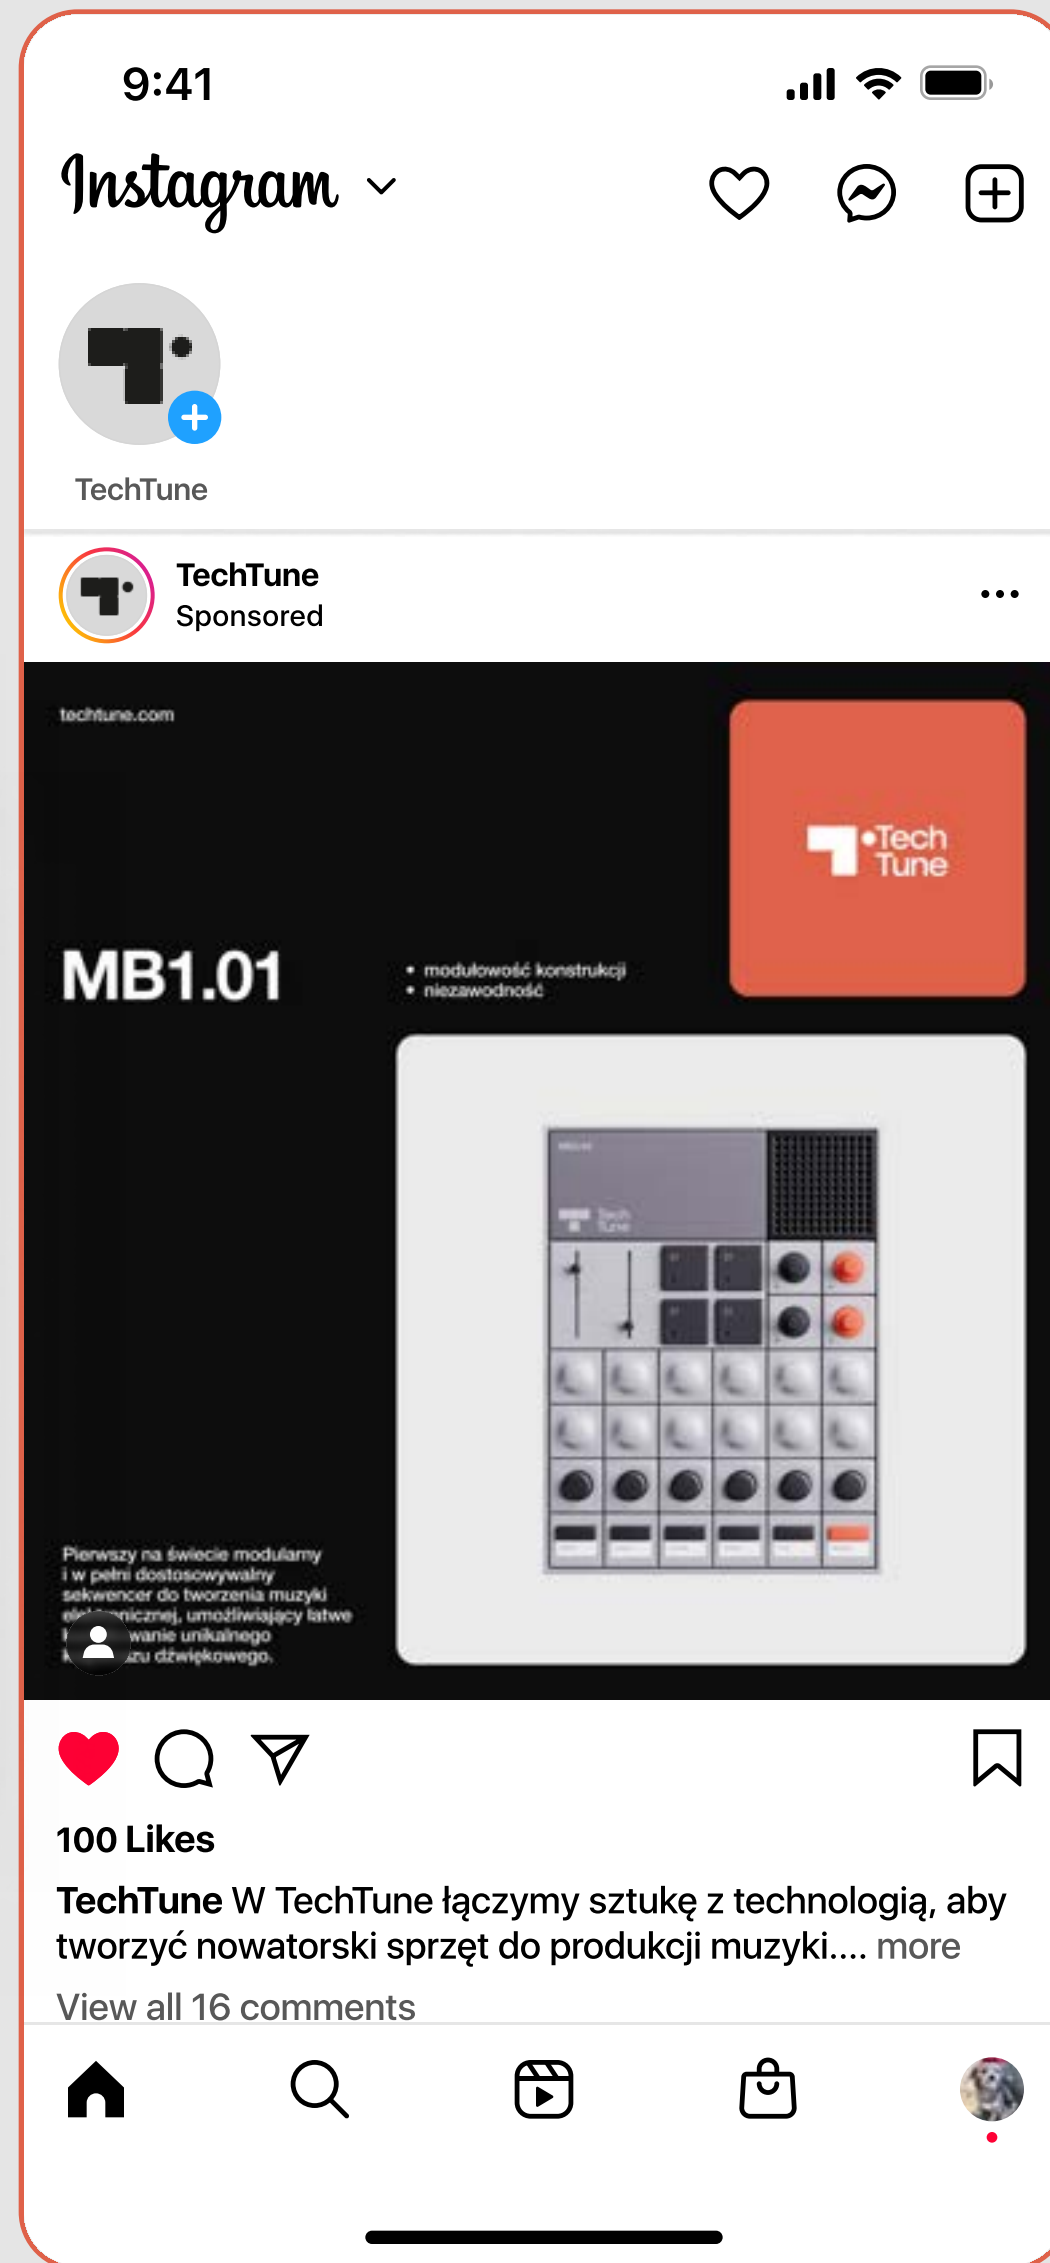 9:41
Instagram
TechTune
TechTune
Sponsored
techtune.com
Tech
Tune
MB1.01
• modułowość konstrukcji
• niezawodność
Tech
Tune
Pierwszy na świecie modularny
i w pełni dostosowywalny
sekwencer do tworzenia muzyki
umożliwiający łatwe
unikalnego
dźwiękowego.
100 Likes
TechTune W TechTune łączymy sztukę z technologią, aby
tworzyć nowatorski sprzęt do produkcji muzyki.... more
View all 16 comments